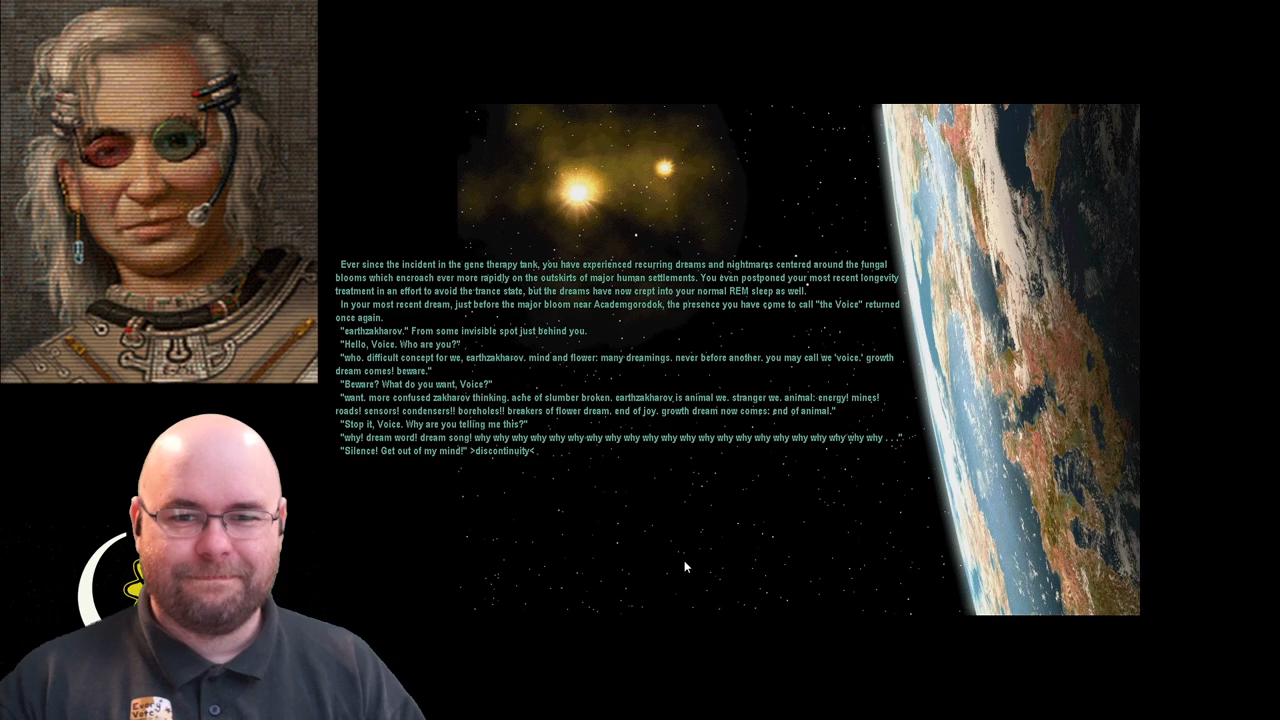 Ever since the incident in the gene therapy tank, you have experienced recurring dreams and nightmares centered around the fungal
blooms which encroach ever more rapidly on the outskirts of major human settlements. You even postponed your most recent longevity
treatment in an effort to avoid the trance state, but the dreams have now crept into your normal REM sleep as well.
In your most recent dream, just before the major bloom near Academgorodok, the presence you have come to call "the Voice" returned
once again.
"earthzakharov." From some invisible spot just behind you.
"Hello, Voice. Who are you?"
"who. difficult concept for we, earthzakharov. mind and flower: many dreamings. never before another. you may call we 'voice.' growth
dream comes! beware."
"Beware? What do you want, Voice?"
"want. more confused zakharov thinking. ache of slumber broken. earthzakharov is animal we. stranger we. animal: energy! mines!
roads! sensors! condensers!! boreholes!! breakers of flower dream. end of joy. growth dream now comes: end of animal."
"Stop it, Voice. Why are you telling me this?"
"why! dream word! dream song! why why why why why why why why why why why why why why why why why why why why why why . . ."
"Silence! Get out of my mind!" >discontinuity<
Every
Vote